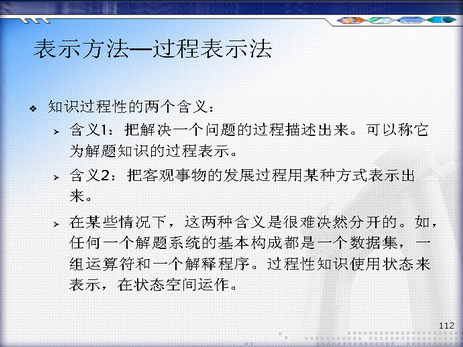 表示方法—过程表示法
知识过程性的两个含义：
含义1：把解决一个问题的过程描述出来。可以称它
为解题知识的过程表示。
含义2：把客观事物的发展过程用某种方式表示出
来。
在某些情况下，这两种含义是很难决然分开的。如，
任何一个解题系统的基本构成都是一个数据集，一
组运算符和一个解释程序。过程性知识使用状态来
表示，在状态空间运作。
112